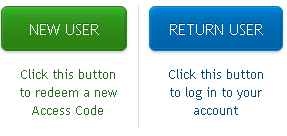 NEW USER
Click this button
to redeem a new
Access Code
RETURN USER
Click this button
to log in to your
account